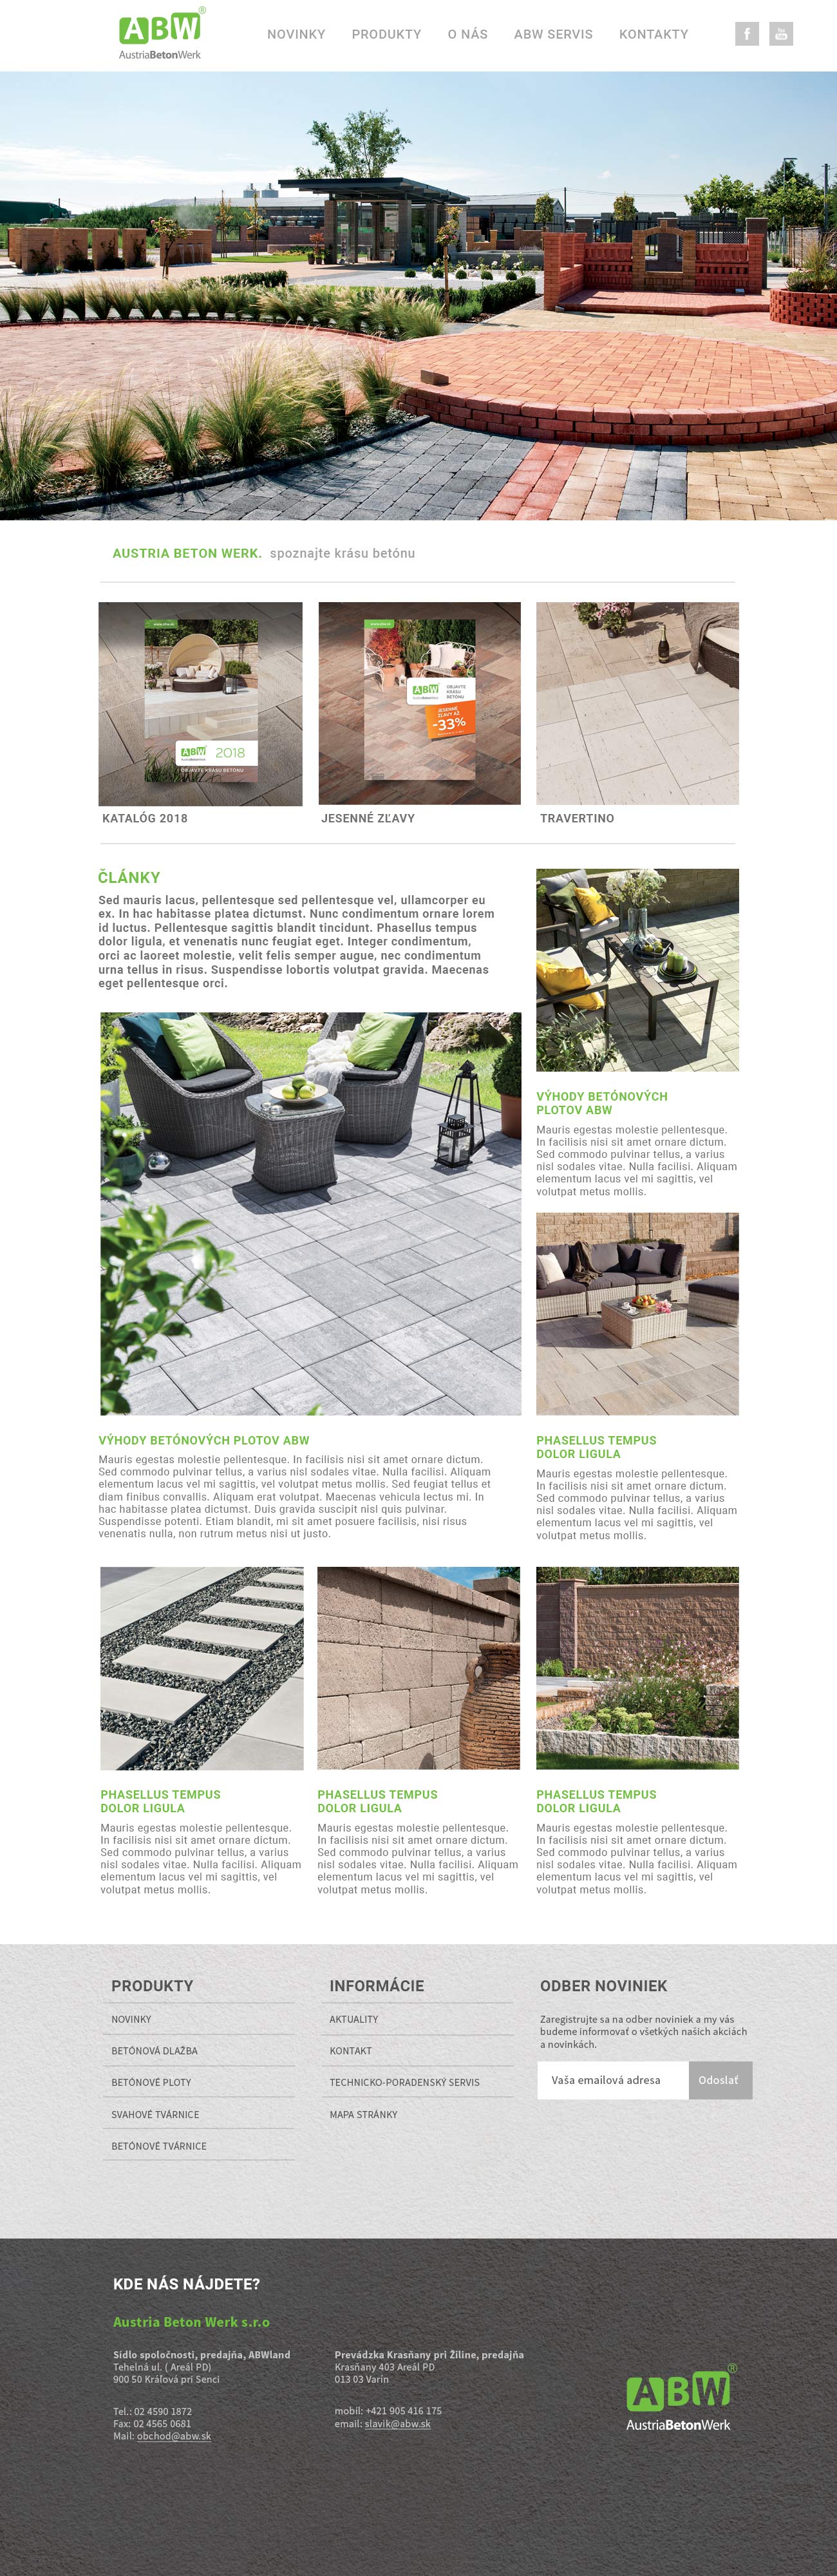 ABW®
AustriaBetonWerk
NOVINKY
PRODUKTY
O NÁS
ABW SERVIS
KONTAKTY
f
You
Tube
AUSTRIA BETON WERK. spoznajte krásu betónu
www.abw.sk
ABW 2018
OBJAVTE KRÁSU BETÓNU
www.abw.sk
ABW
AustriaBetonWerk
OBJAVTE
KRÁSU
BETÓNU
JESENNÉ
ZĽAVY AŽ
-33%
KATALÓG 2018
JESENNÉ ZĽAVY
TRAVERTINO
ČLÁNKY
Sed mauris lacus, pellentesque sed pellentesque vel, ullamcorper eu
ex. In hac habitasse platea dictumst. Nunc condimentum ornare lorem
id luctus. Pellentesque sagittis blandit tincidunt. Phasellus tempus
dolor ligula, et venenatis nunc feugiat eget. Integer condimentum,
orci ac laoreet molestie, velit felis semper augue, nec condimentum
urna tellus in risus. Suspendisse lobortis volutpat gravida. Maecenas
eget pellentesque orci.
VÝHODY BETÓNOVÝCH
PLOTOV ABW
Mauris egestas molestie pellentesque.
In facilisis nisi sit amet ornare dictum.
Sed commodo pulvinar tellus, a varius
nisl sodales vitae. Nulla facilisi. Aliquam
elementum lacus vel mi sagittis, vel
volutpat metus mollis.
VÝHODY BETÓNOVÝCH PLOTOV ABW
Mauris egestas molestie pellentesque. In facilisis nisi sit amet ornare dictum.
Sed commodo pulvinar tellus, a varius nisl sodales vitae. Nulla facilisi. Aliquam
elementum lacus vel mi sagittis, vel volutpat metus mollis. Sed feugiat tellus et
diam finibus convallis. Aliquam erat volutpat. Maecenas vehicula lectus mi. In
hac habitasse platea dictumst. Duis gravida suscipit nisl quis pulvinar.
Suspendisse potenti. Etiam blandit, mi sit amet posuere facilisis, nisi risus
venenatis nulla, non rutrum metus nisi ut justo.
PHASELLUS TEMPUS
DOLOR LIGULA
Mauris egestas molestie pellentesque.
In facilisis nisi sit amet ornare dictum.
Sed commodo pulvinar tellus, a varius
nisl sodales vitae. Nulla facilisi. Aliquam
elementum lacus vel mi sagittis, vel
volutpat metus mollis.
PHASELLUS TEMPUS
DOLOR LIGULA
Mauris egestas molestie pellentesque.
In facilisis nisi sit amet ornare dictum.
Sed commodo pulvinar tellus, a varius
nisl sodales vitae. Nulla facilisi. Aliquam
elementum lacus vel mi sagittis, vel
volutpat metus mollis.
PHASELLUS TEMPUS
DOLOR LIGULA
Mauris egestas molestie pellentesque.
In facilisis nisi sit amet ornare dictum.
Sed commodo pulvinar tellus, a varius
nisl sodales vitae. Nulla facilisi. Aliquam
elementum lacus vel mi sagittis, vel
volutpat metus mollis.
PHASELLUS TEMPUS
DOLOR LIGULA
Mauris egestas molestie pellentesque.
In facilisis nisi sit amet ornare dictum.
Sed commodo pulvinar tellus, a varius
nisl sodales vitae. Nulla facilisi. Aliquam
elementum lacus vel mi sagittis, vel
volutpat metus mollis.
PRODUKTY
NOVINKY
BETÓNOVÁ DLAŽBA
BETÓNOVÉ PLOTY
SVAHOVÉ TVÁRNICE
BETÓNOVÉ TVÁRNICE
INFORMÁCIE
AKTUALITY
KONTAKT
TECHNICKO-PORADENSKÝ SERVIS
MAPA STRÁNKY
ODBER NOVINIEK
Zaregistrujte sa na odber noviniek a my vás
budeme informovať o všetkých našich akciách
a novinkách.
Vaša emailová adresa
Odoslať
KDE NÁS NÁJDETE?
Austria Beton Werk s.r.o
Sídlo spoločnosti, predajňa, ABWland
Tehelná ul. ( Areál PD)
900 50 Kráľová pri Senci
Tel.: 02 4590 1872
Fax: 02 4565 0681
Mail: obchod@abw.sk
Prevádzka Krasňany pri Žiline, predajňa
Krasňany 403 Areál PD
013 03 Varín
mobil: +421 905 416 175
email: slavik@abw.sk
ABW®
AustriaBetonWerk